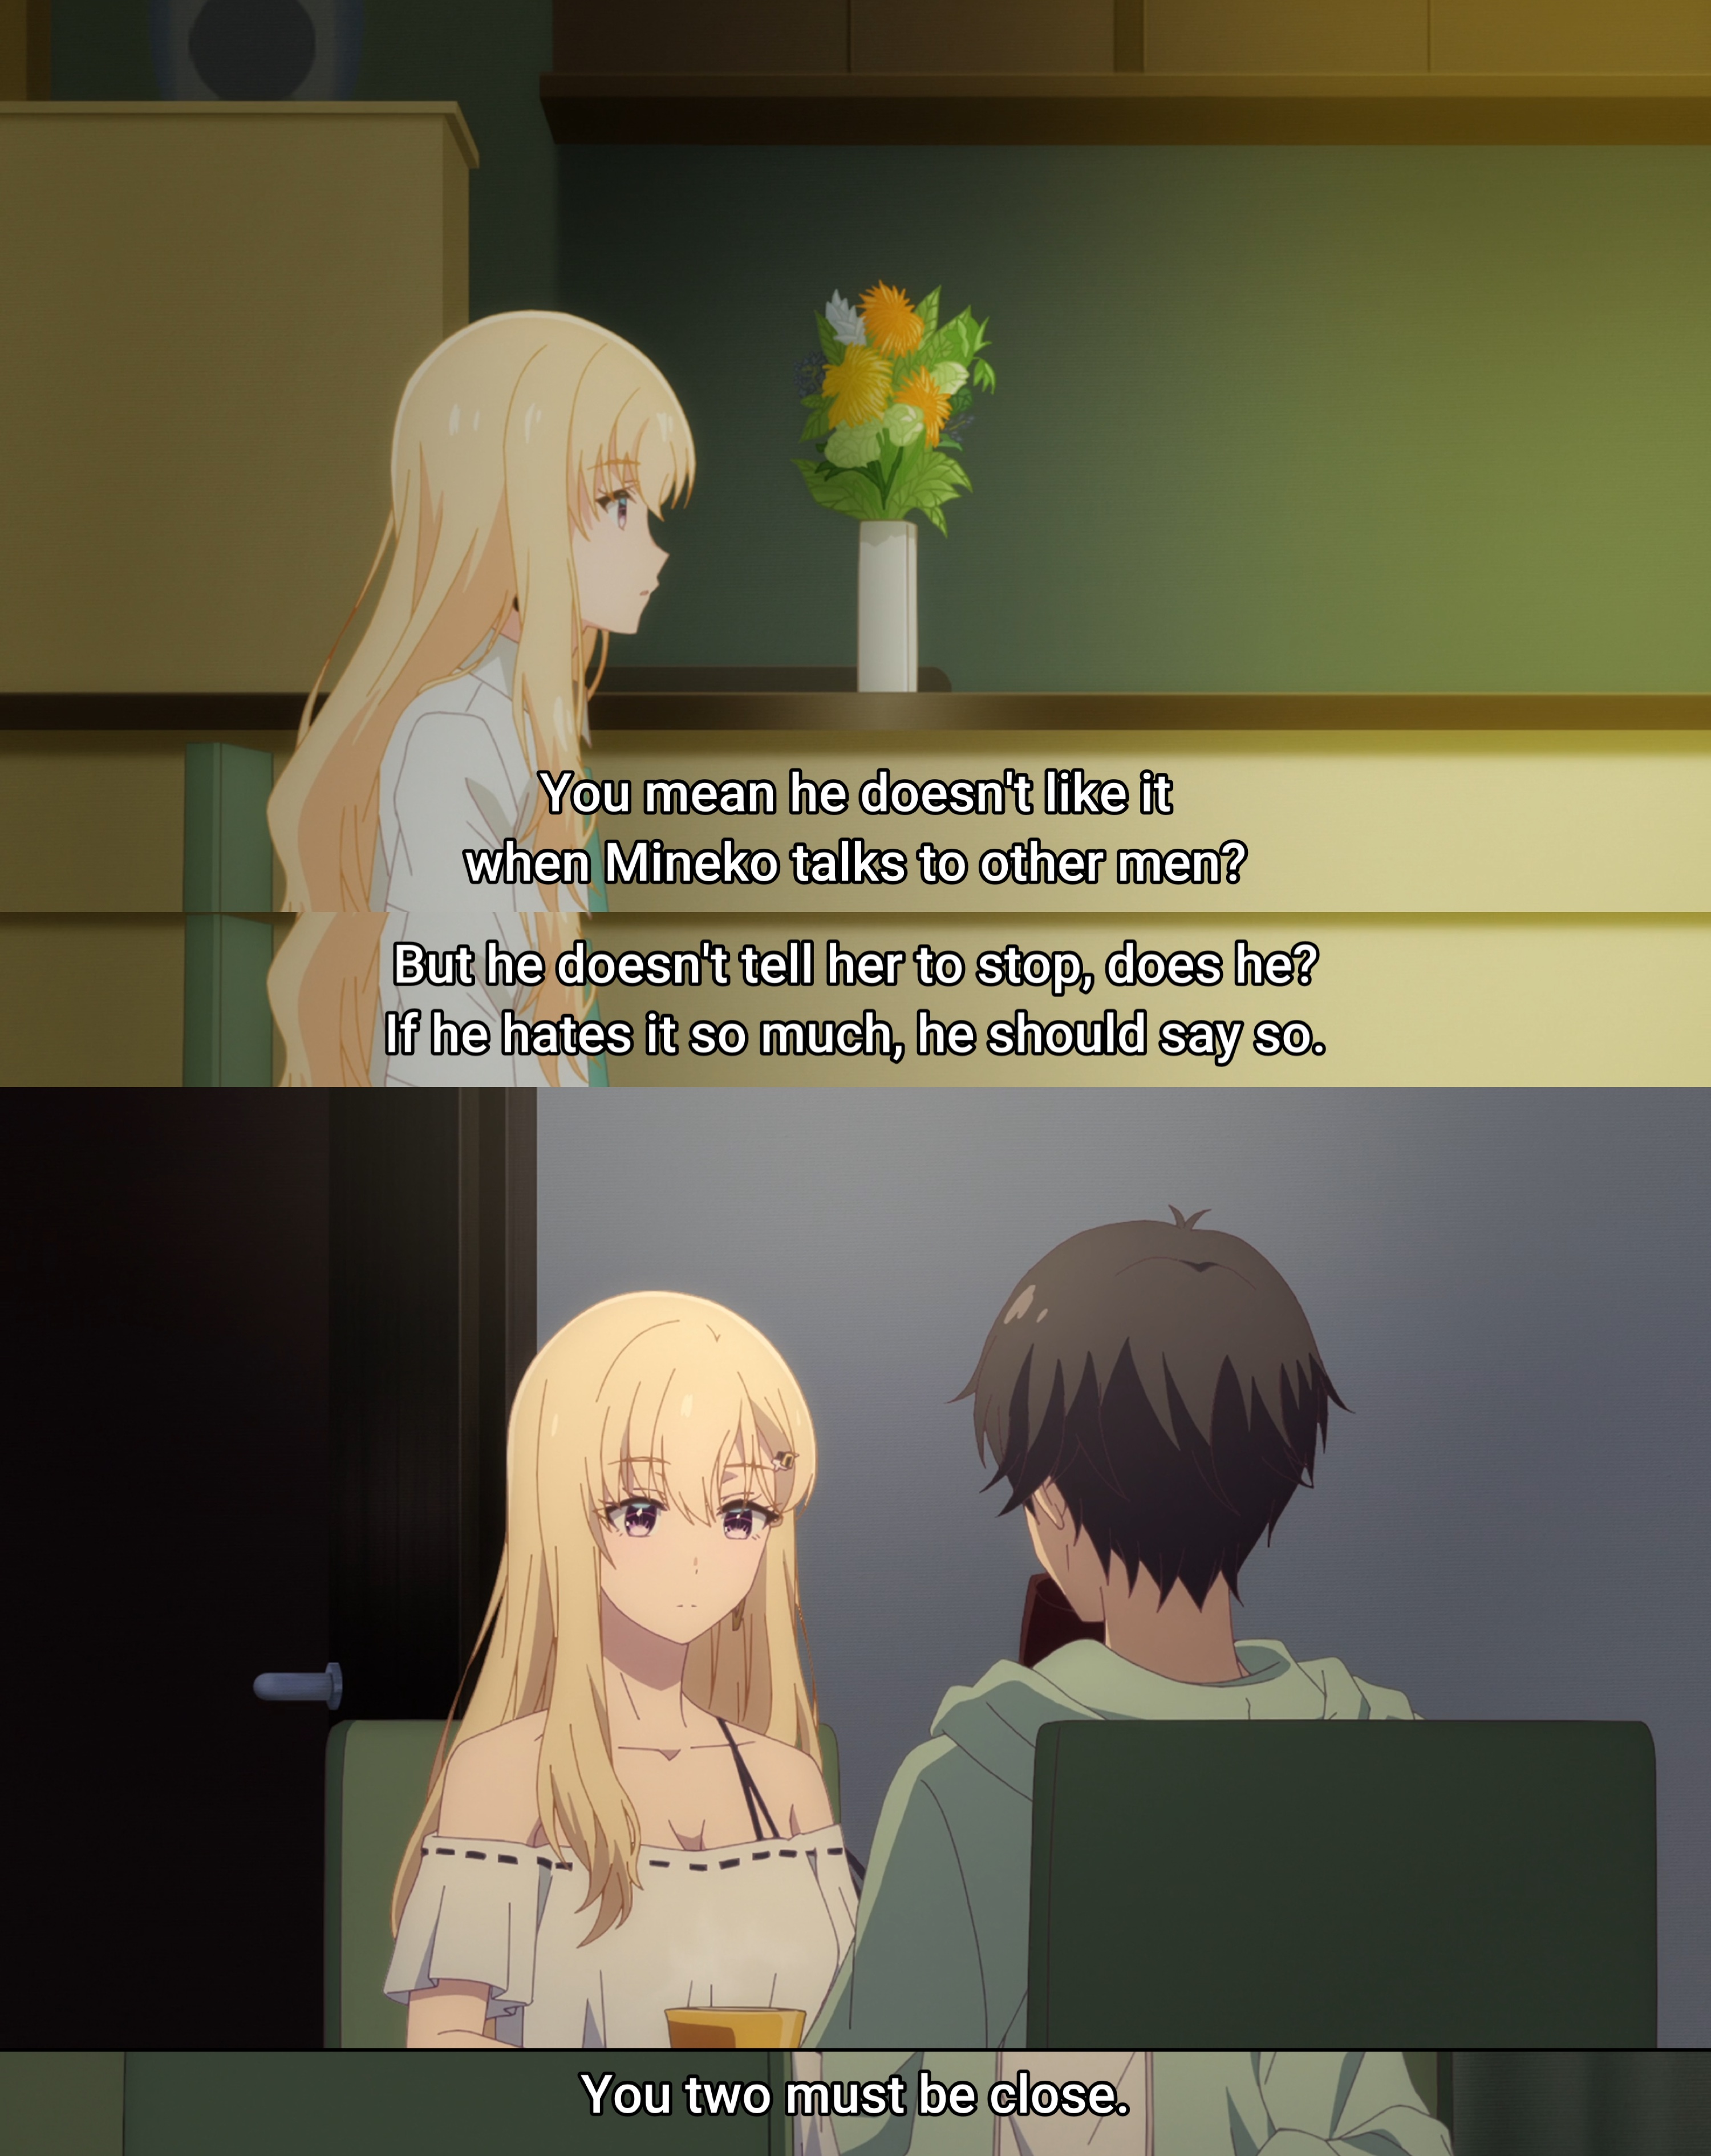 You mean he doesn't like it
when Mineko talks to other men?
But he doesn't tell her to stop, does he?
If he hates it so much, he should say so.
You two must be close.